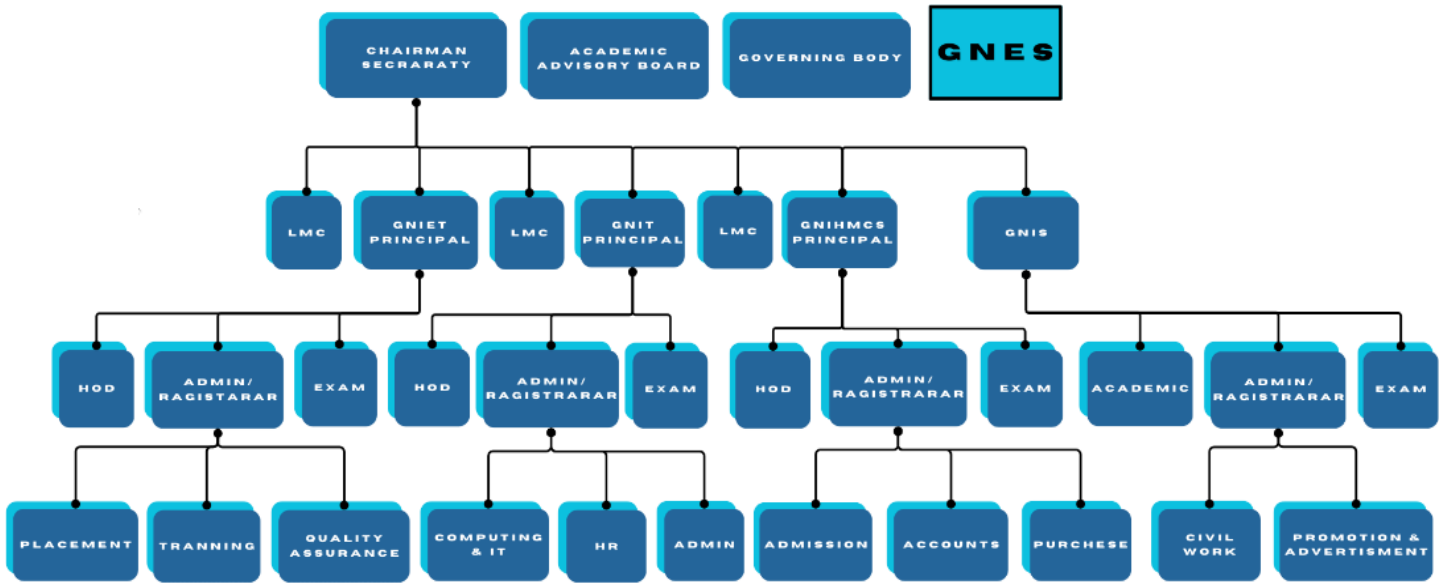 CHAIRMAN
SECRARATY
ACADEMIC
ADVISORY BOARD
GOVERNING BODY
GNES
LMC
GNIET
PRINCIPAL
LMC
GNIT
PRINCIPAL
LMC
GNIHMCS
PRINCIPAL
GNIS
HOD
ADMIN/
RAGISTARAR
EXAM
HOD
ADMIN/
RAGISTRARAR
EXAM
HOD
ADMIN/
RAGISTRARAR
EXAM
ACADEMIC
ADMIN/
RAGISTRARAR
EXAM
PLACEMENT
TRANNING
QUALITY
ASSURANCE
COMPUTING
& IT
HR
ADMIN
ADMISSION
ACCOUNTS
PURCHESE
CIVIL
WORK
PROMOTION &
ADVERTISMENT